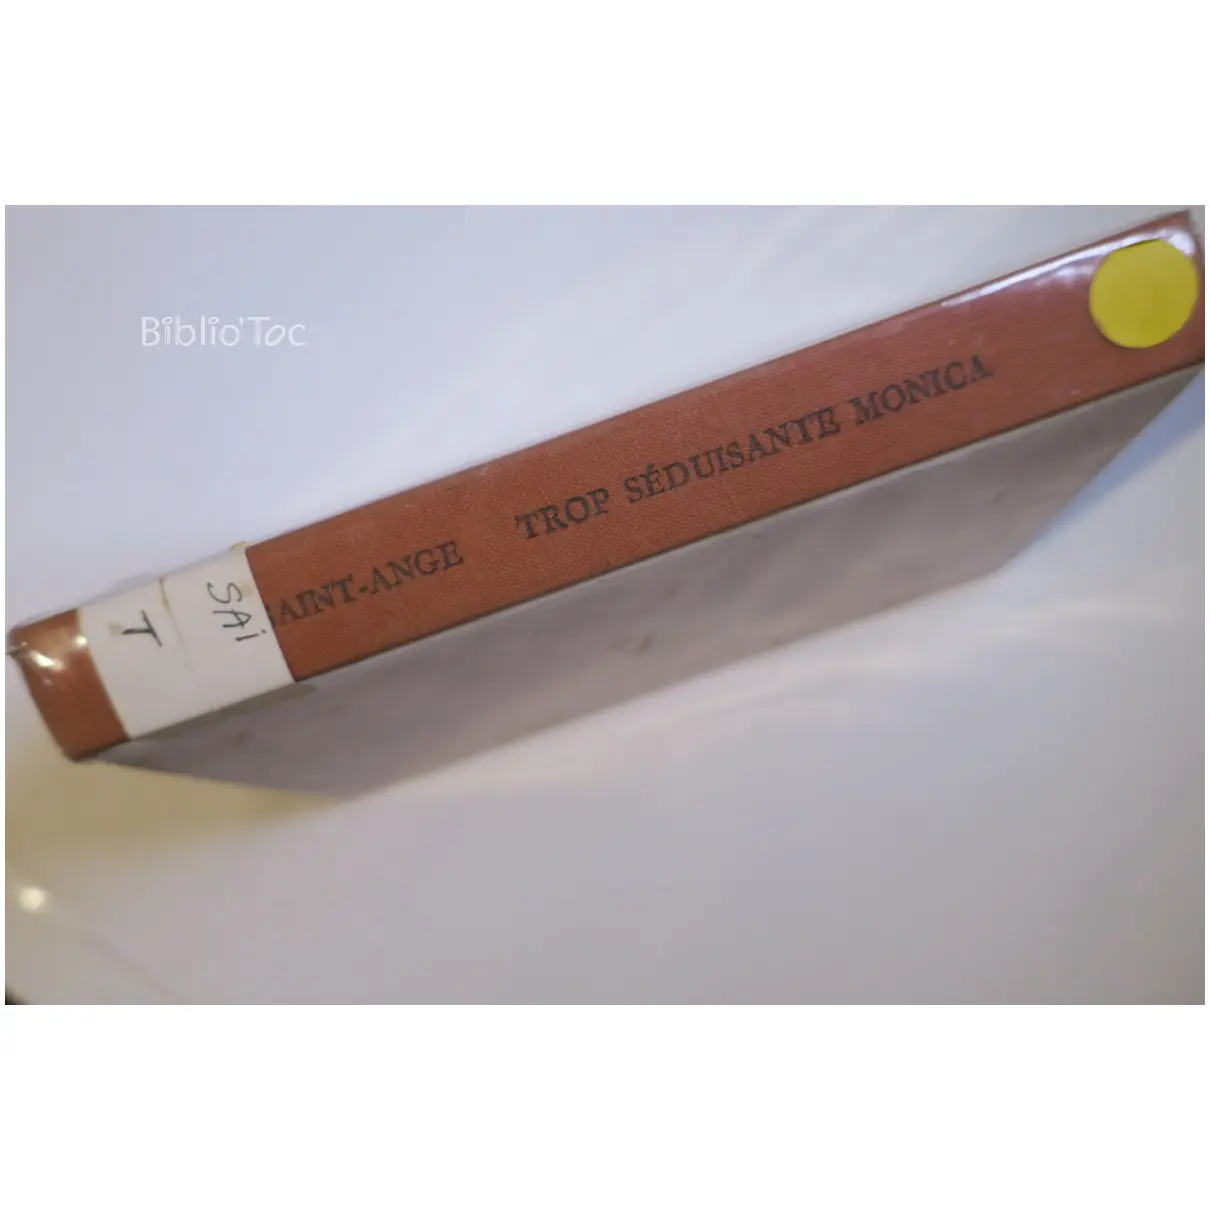 Biblio'Toc
SAINT-ANGE TROP SÉDUISANTE MONICA
SAI
T